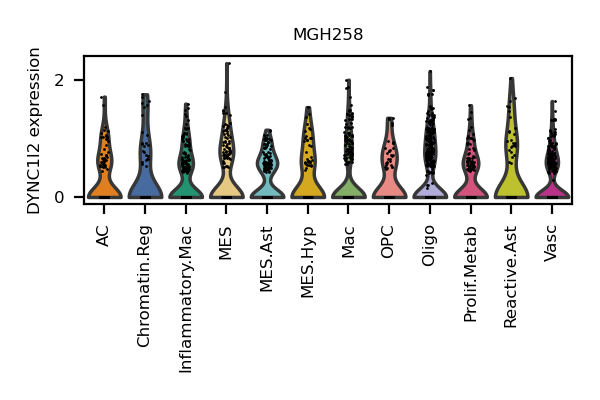 MGH258
DYNC1I2 expression
2
0
AC
Chromatin.Reg
Inflammatory.Mac
MES
MES.Ast
MES.Hyp
Mac
OPC
Oligo
Prolif.Metab
Reactive.Ast
Vasc